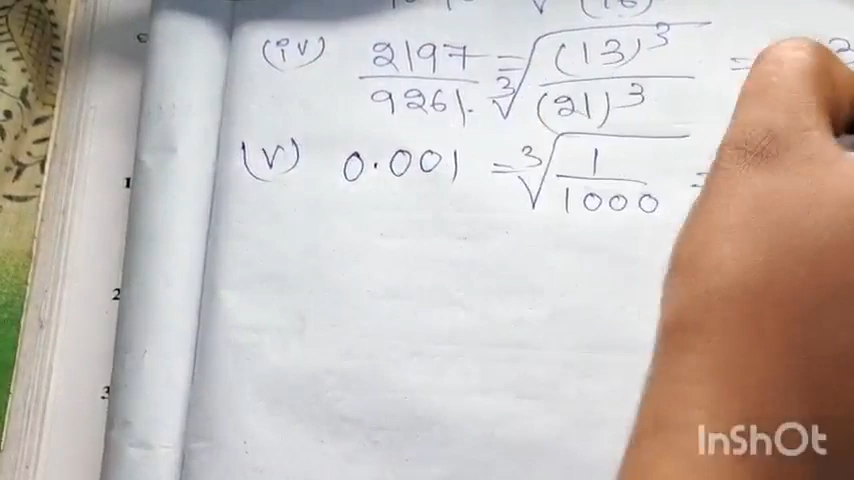 (iv) 2197/9261. = ∛((13)³/(21)³) =
(v) 0.001 = ∛(1/1000) =
InShOt